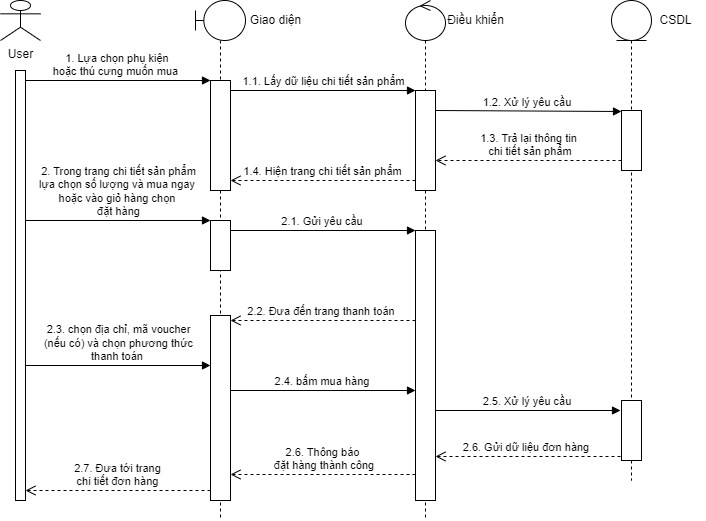 User
Giao diện
Điều khiển
CSDL
1. Lựa chọn phụ kiện
hoặc thú cưng muốn mua
1.1. Lấy dữ liệu chi tiết sản phẩm
1.2. Xử lý yêu cầu
1.3. Trả lại thông tin
chi tiết sản phẩm
1.4. Hiện trang chi tiết sản phẩm
2. Trong trang chi tiết sản phẩm
lựa chọn số lượng và mua ngay
hoặc vào giỏ hàng chọn
đặt hàng
2.1. Gửi yêu cầu
2.2. Đưa đến trang thanh toán
2.3. chọn địa chỉ, mã voucher
(nếu có) và chọn phương thức
thanh toán
2.4. bấm mua hàng
2.5. Xử lý yêu cầu
2.6. Gửi dữ liệu đơn hàng
2.6. Thông báo
đặt hàng thành công
2.7. Đưa tới trang
chi tiết đơn hàng